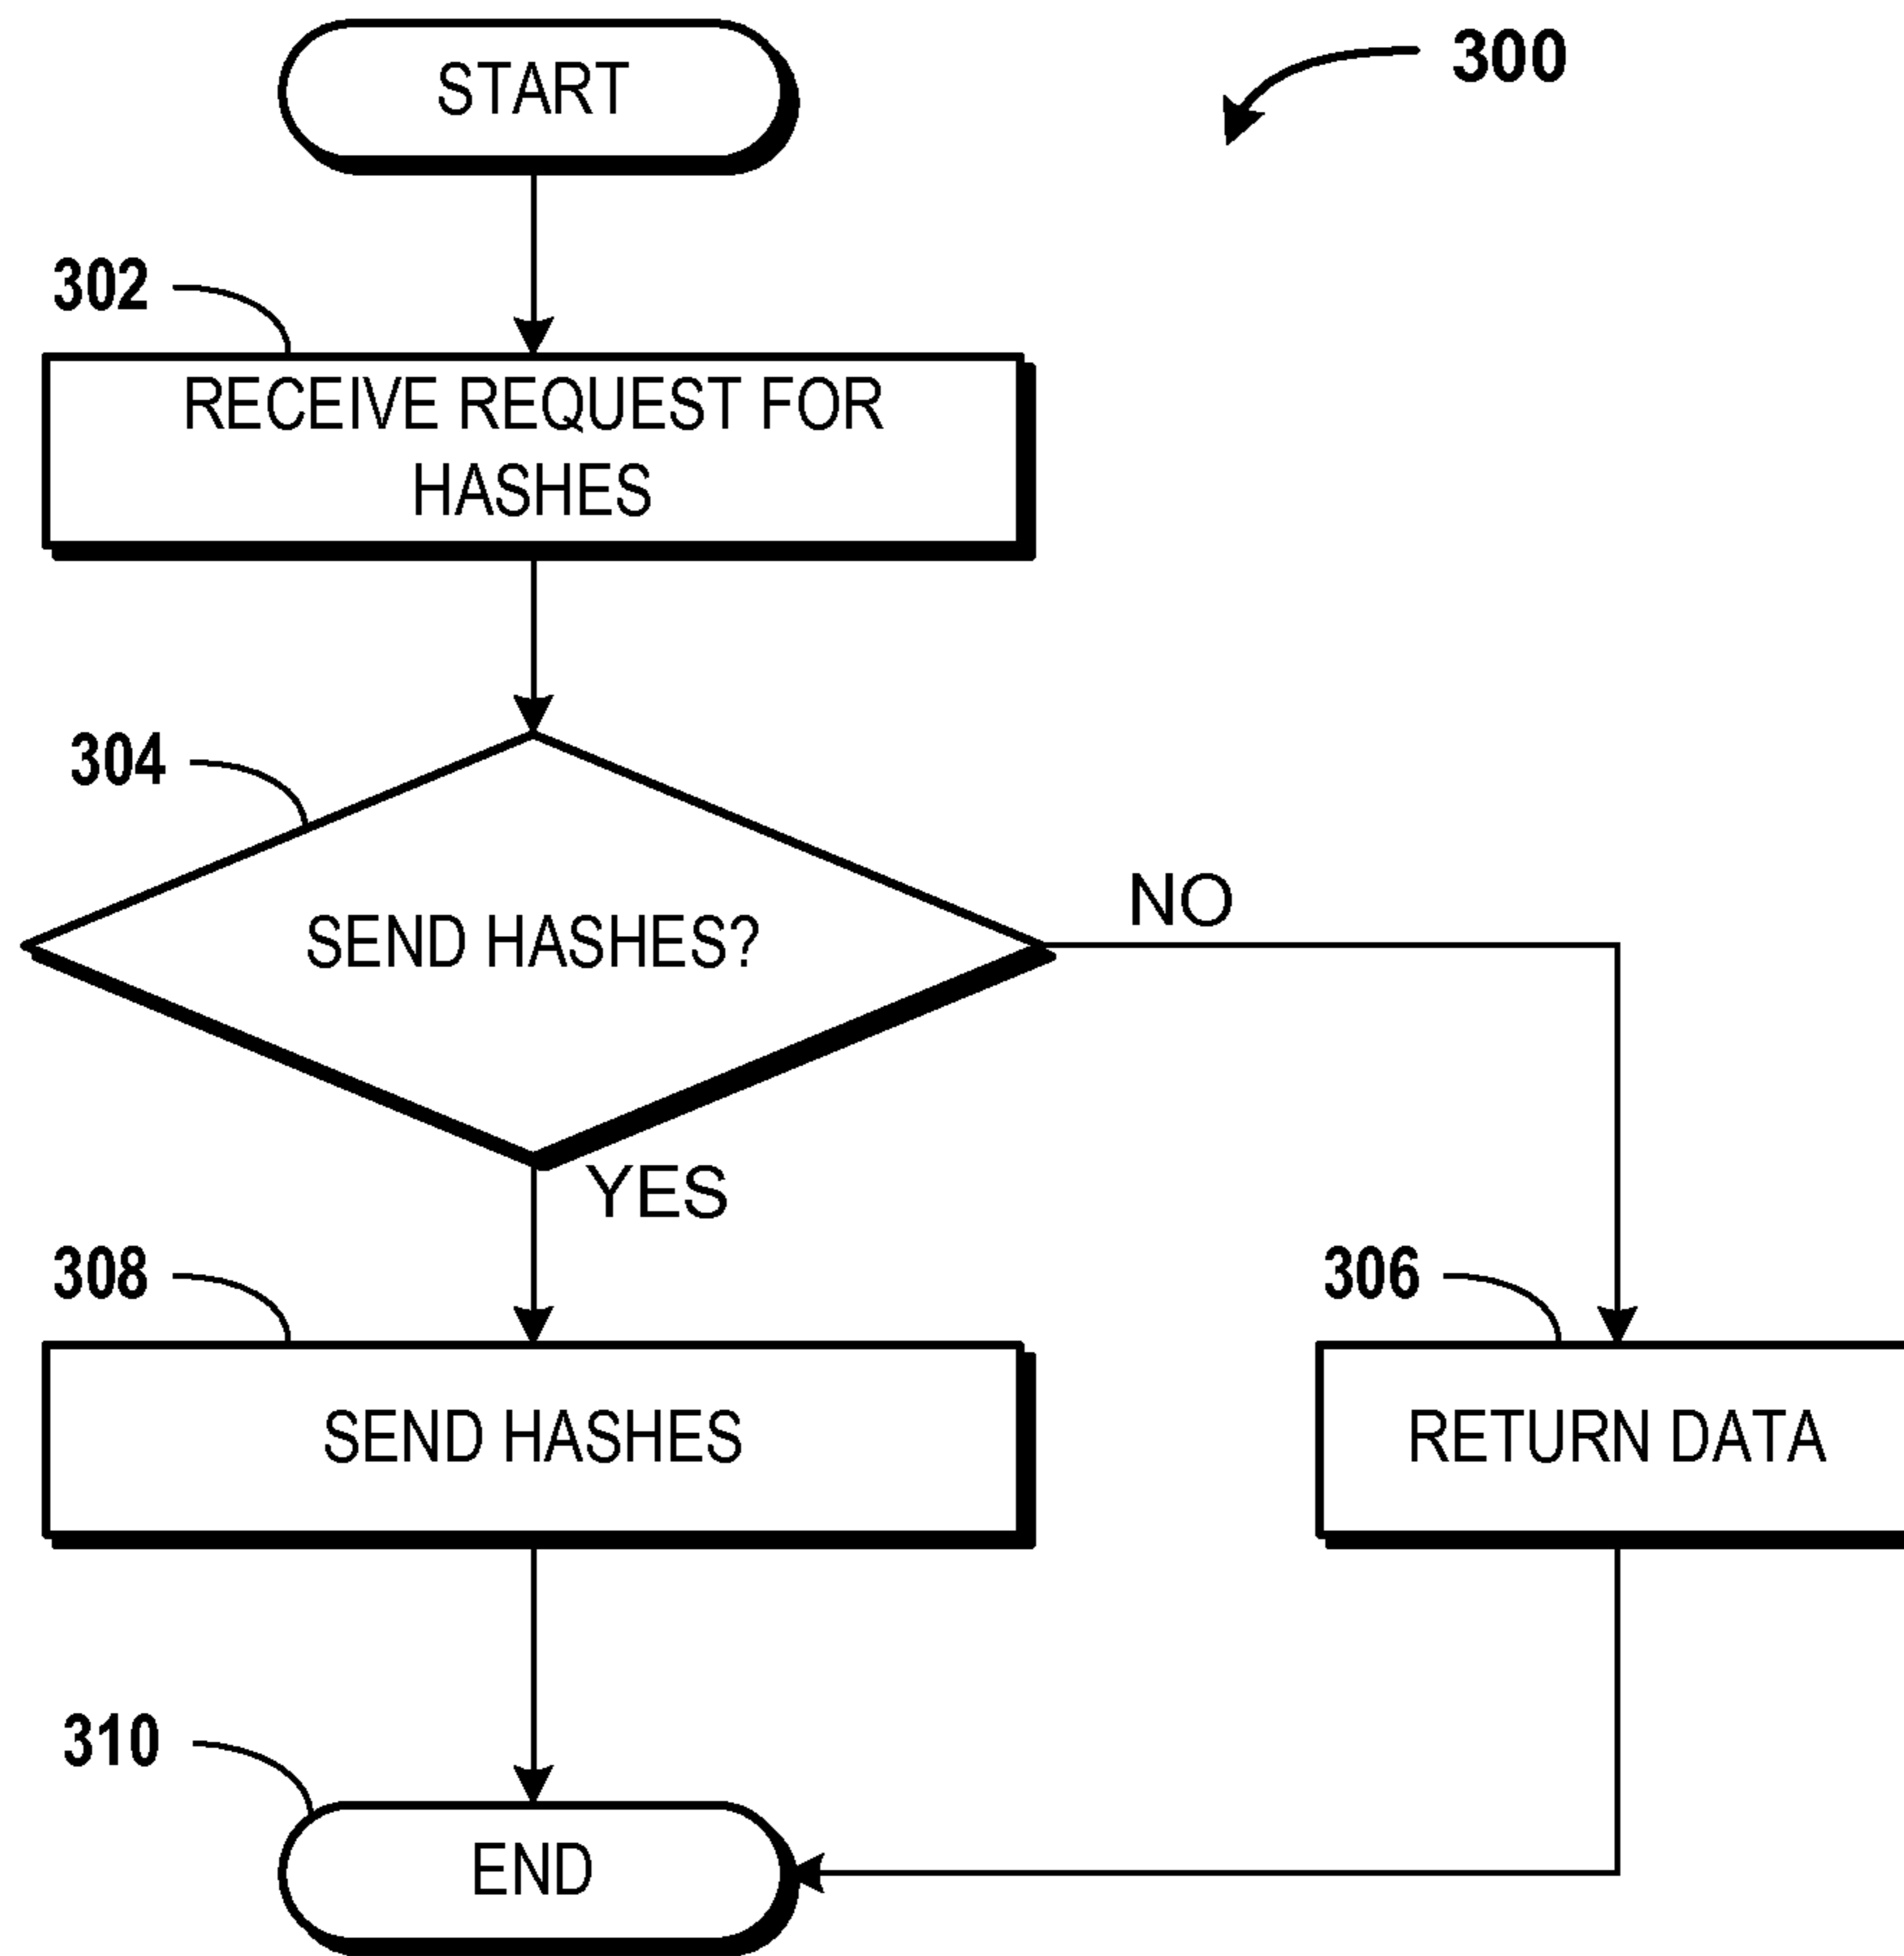 START
300
302
RECEIVE REQUEST FOR
HASHES
304
SEND HASHES?
NO
YES
308
SEND HASHES
306
RETURN DATA
310
END